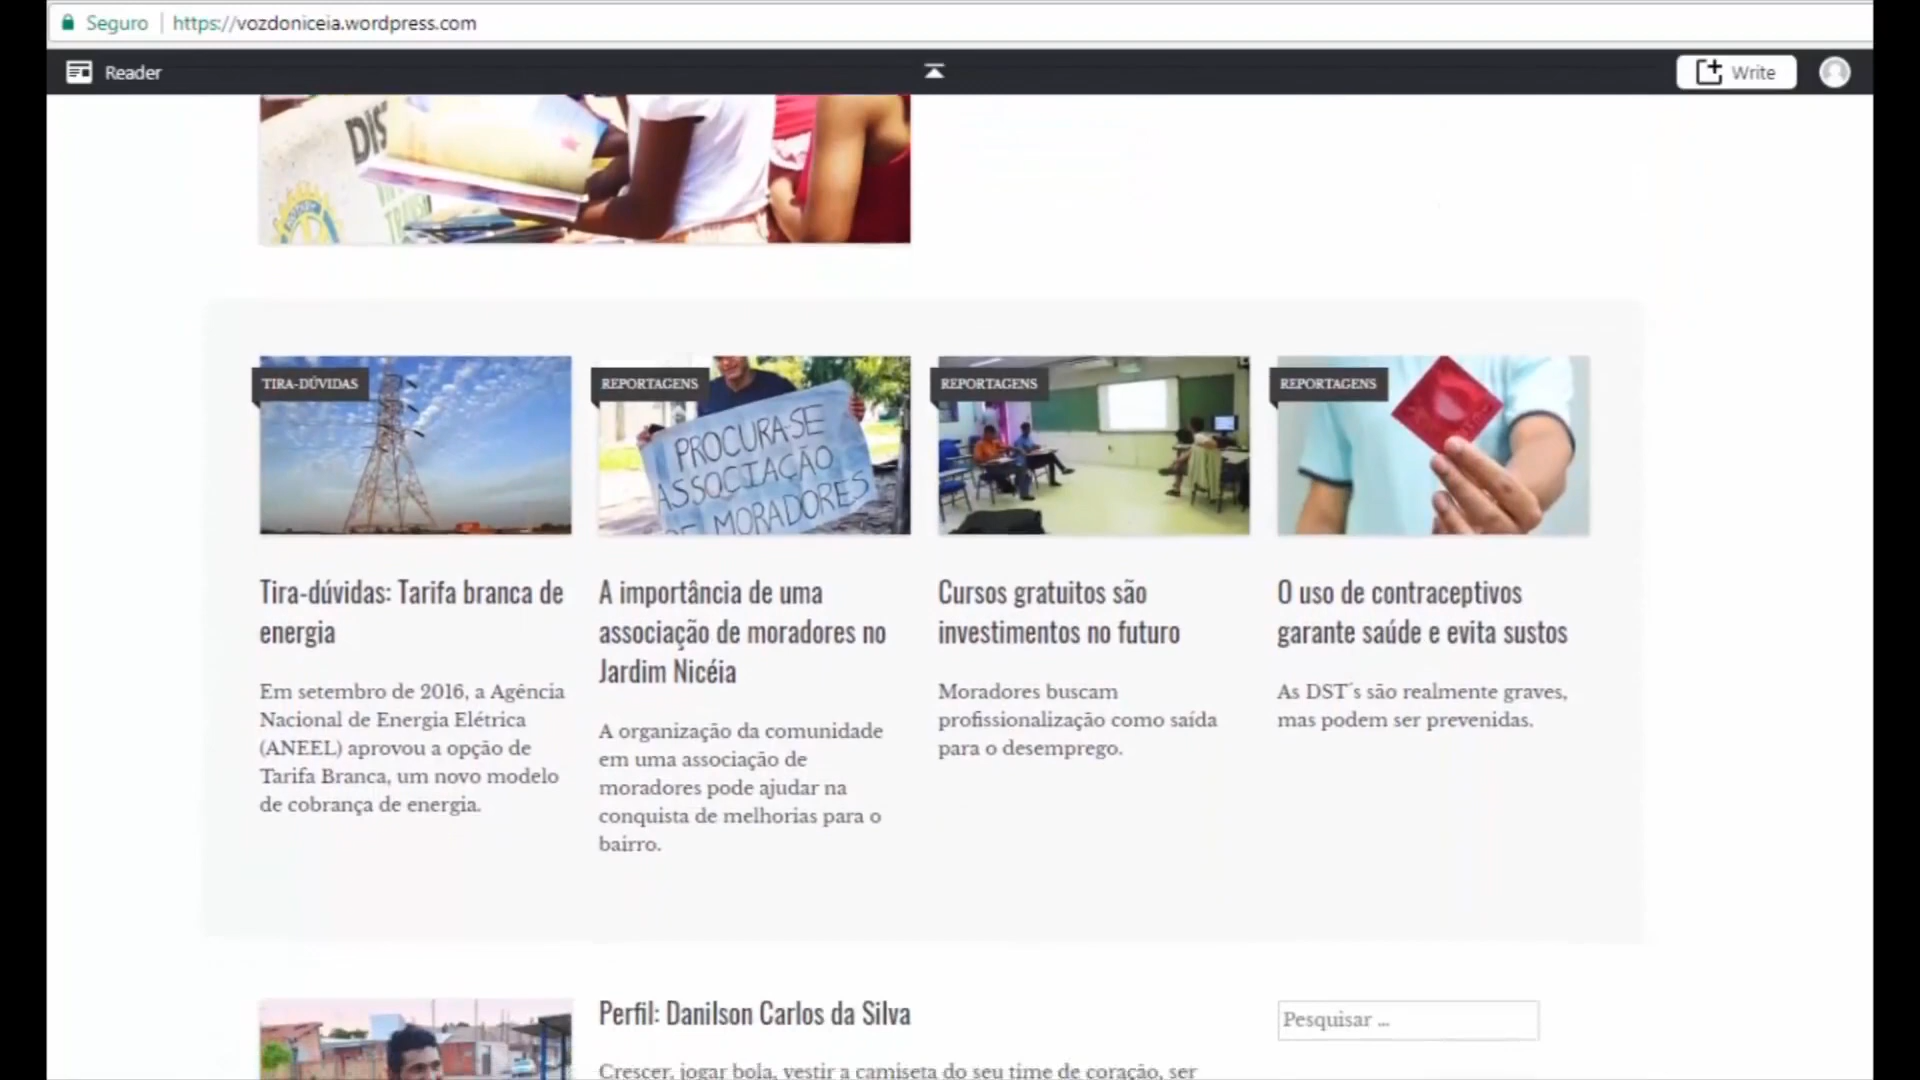 Seguro
https://vozdoniceia.wordpress.com
Reader
Write
DIS
TIRA-DÚVIDAS
REPORTAGENS
REPORTAGENS
REPORTAGENS
PROCURA-SE
ASSOCIAÇÃO
DE MORADORES
Tira-dúvidas: Tarifa branca de
energia
Em setembro de 2016, a Agência
Nacional de Energia Elétrica
(ANEEL) aprovou a opção de
Tarifa Branca, um novo modelo
de cobrança de energia.
A importância de uma
associação de moradores no
Jardim Nicéia
A organização da comunidade
em uma associação de
moradores pode ajudar na
conquista de melhorias para o
bairro.
Cursos gratuitos são
investimentos no futuro
Moradores buscam
profissionalização como saída
para o desemprego.
O uso de contraceptivos
garante saúde e evita sustos
As DST´s são realmente graves,
mas podem ser prevenidas.
Perfil: Danilson Carlos da Silva
Crescer, jogar bola, vestir a camiseta do seu time de coração, ser
Pesquisar ...